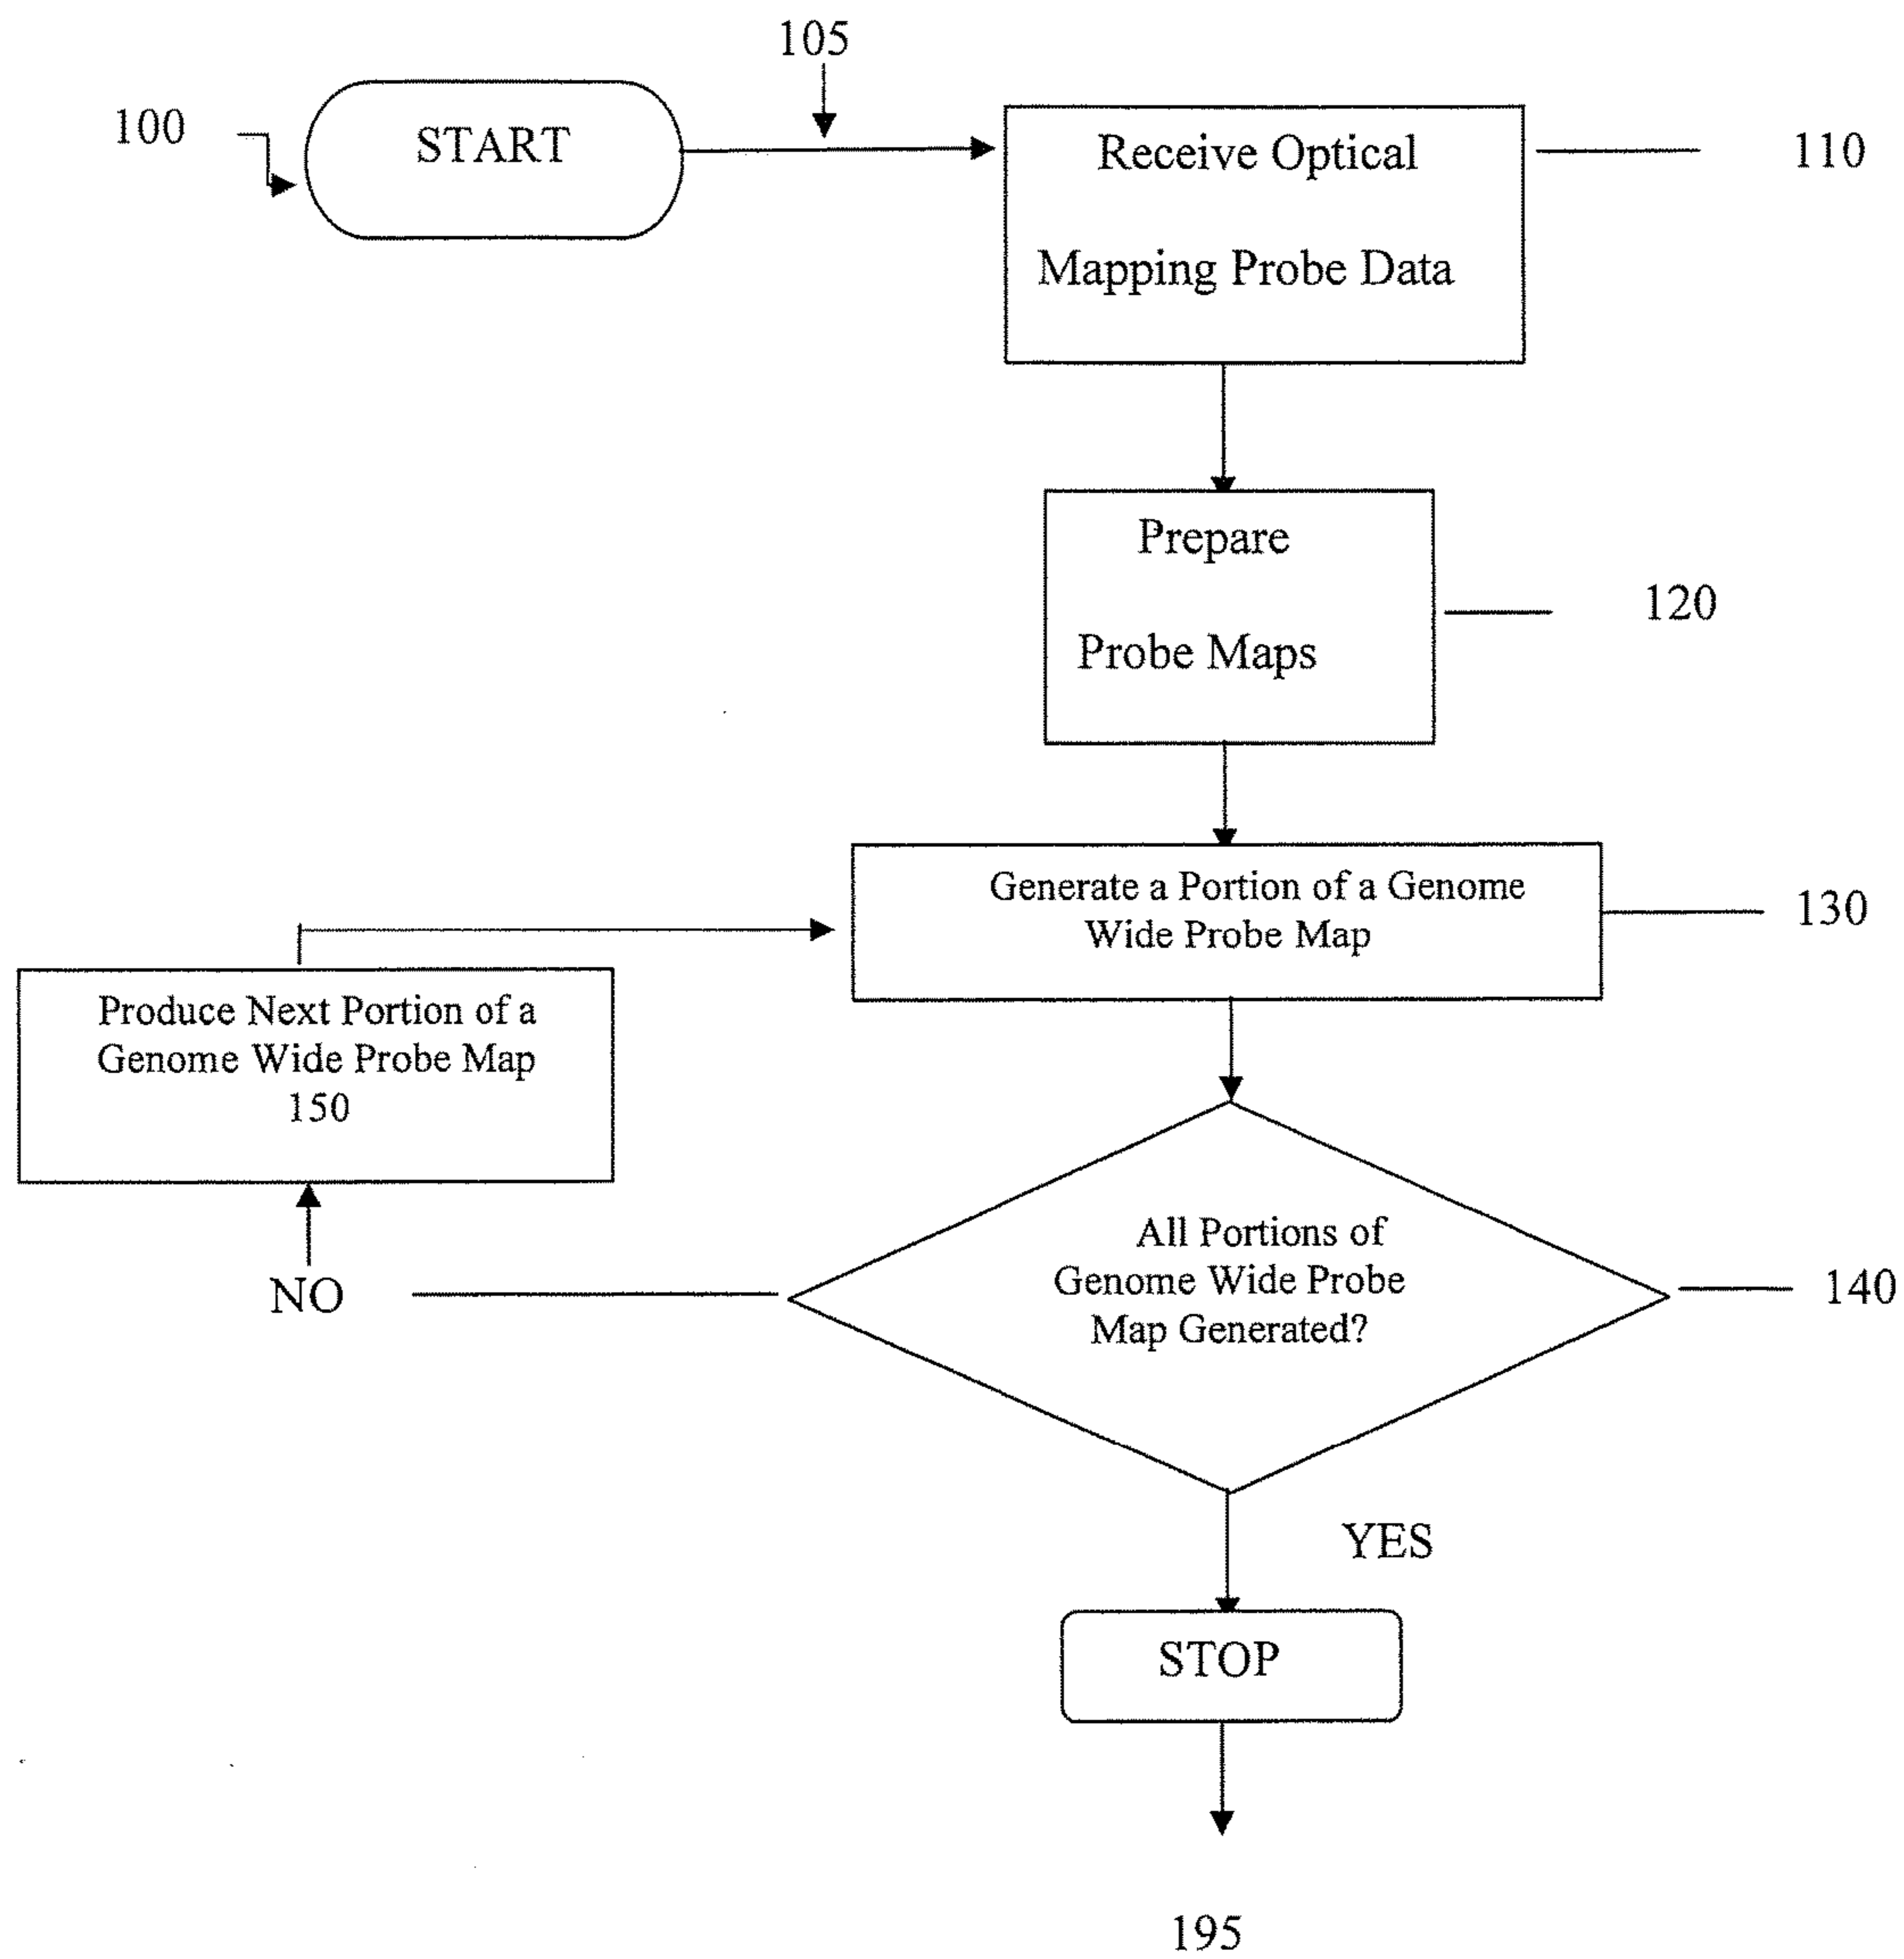 105
100
START
Receive Optical
110
Mapping Probe Data
Prepare
120
Probe Maps
Generate a Portion of a Genome
130
Wide Probe Map
Produce Next Portion of a
Genome Wide Probe Map
150
All Portions of
Genome Wide Probe
140
Map Generated?
NO
YES
STOP
195